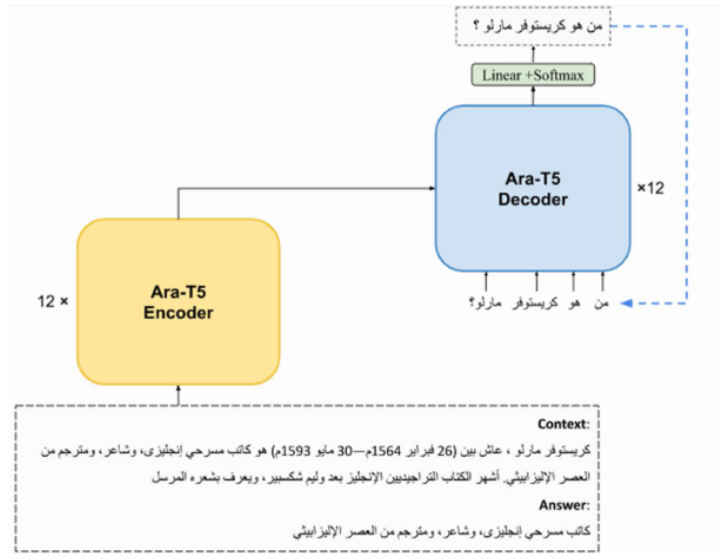 من هو كريستوفر مارلو ؟
Linear +Softmax
Ara-T5
Decoder
×12
من هو كريستوفر مارلو؟
12 ×
Ara-T5
Encoder
Context:
كريستوفر مارلو ، عاش بين (26 فبراير 1564م—30 مايو 1593م) هو كاتب مسرحي إنجليزى، وشاعر، ومترجم من
العصر الإليزابيثي. أشهر الكتاب التراجيديين الإنجليز بعد وليم شكسبير، ويعرف بشعره المرسل
Answer:
كاتب مسرحي إنجليزى، وشاعر، ومترجم من العصر الإليزابيثي